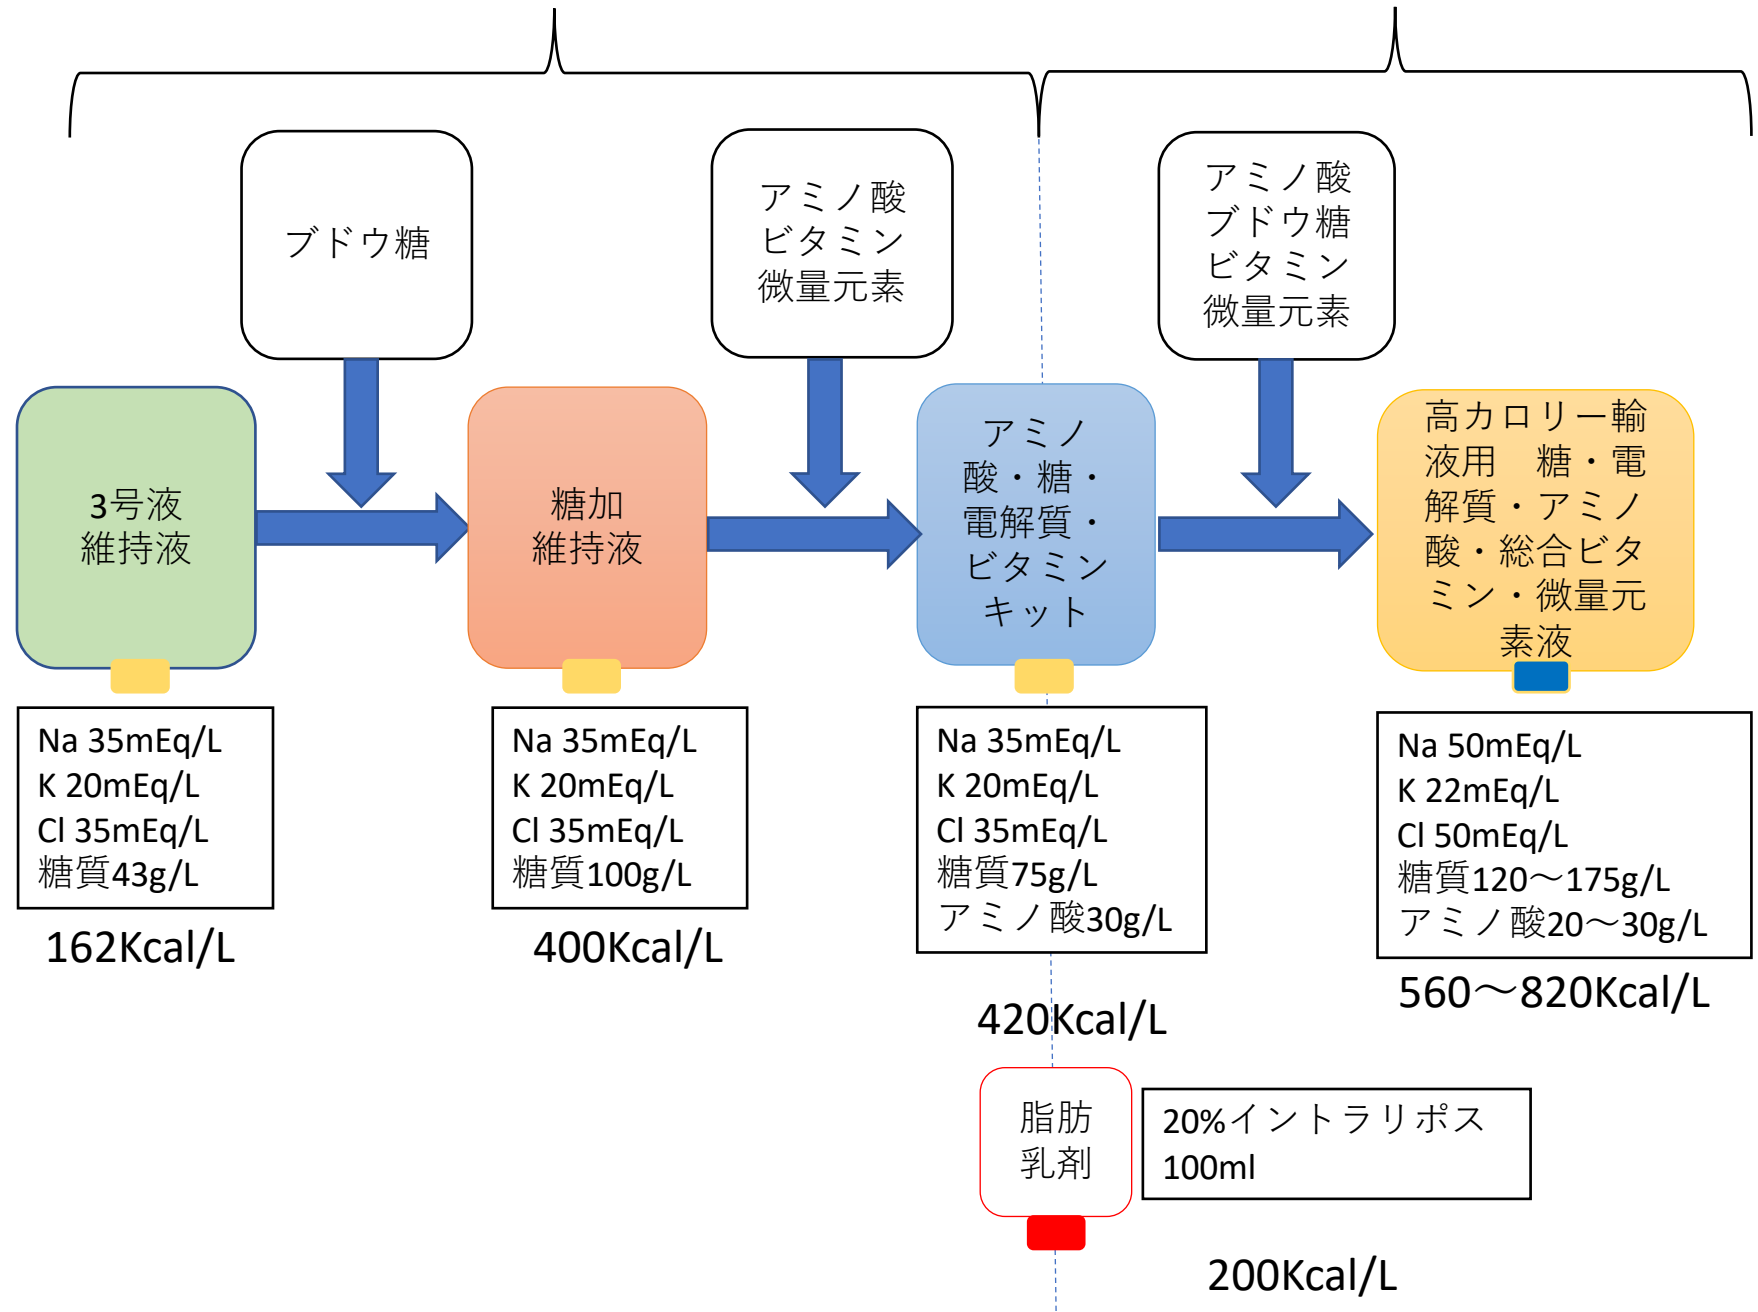 ブドウ糖
アミノ酸
ビタミン
微量元素
アミノ酸
ブドウ糖
ビタミン
微量元素
3号液
維持液
糖加
維持液
アミノ
酸・糖・
電解質・
ビタミン
キット
高カロリー輸
液用　糖・電
解質・アミノ
酸・総合ビタ
ミン・微量元
素液
Na 35mEq/L
K 20mEq/L
Cl 35mEq/L
糖質43g/L
162Kcal/L
Na 35mEq/L
K 20mEq/L
Cl 35mEq/L
糖質100g/L
400Kcal/L
Na 35mEq/L
K 20mEq/L
Cl 35mEq/L
糖質75g/L
アミノ酸30g/L
420Kcal/L
Na 50mEq/L
K 22mEq/L
Cl 50mEq/L
糖質120～175g/L
アミノ酸20～30g/L
560～820Kcal/L
脂肪
乳剤
20%イントラリポス
100ml
200Kcal/L